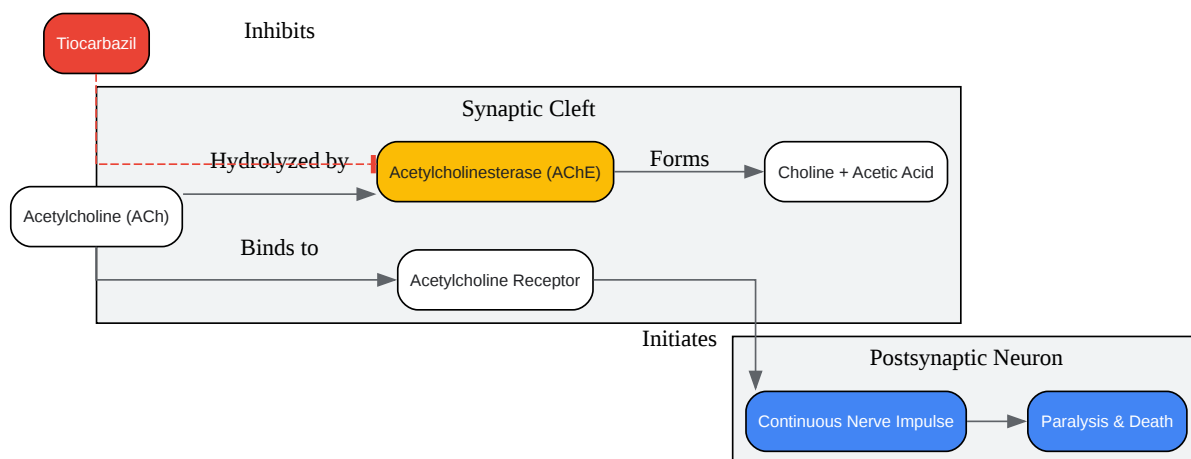 Tiocarbazil
Inhibits
Synaptic Cleft
Hydrolyzed by
Acetylcholinesterase (AChE)
Forms
Choline + Acetic Acid
Acetylcholine (ACh)
Binds to
Acetylcholine Receptor
Initiates
Postsynaptic Neuron
Continuous Nerve Impulse
Paralysis & Death